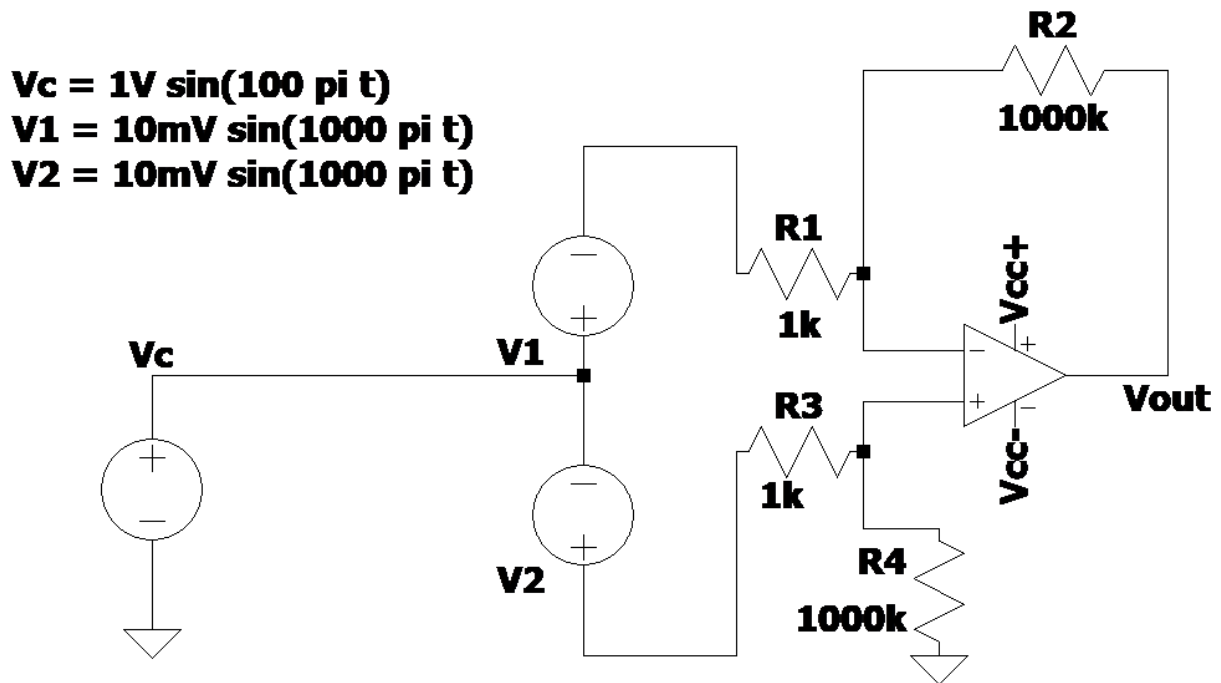 Vc = 1V sin(100 pi t)
V1 = 10mV sin(1000 pi t)
V2 = 10mV sin(1000 pi t)
R2
1000k
R1
1k
Vcc+
Vc
V1
R3
1k
Vout
Vcc-
V2
R4
1000k